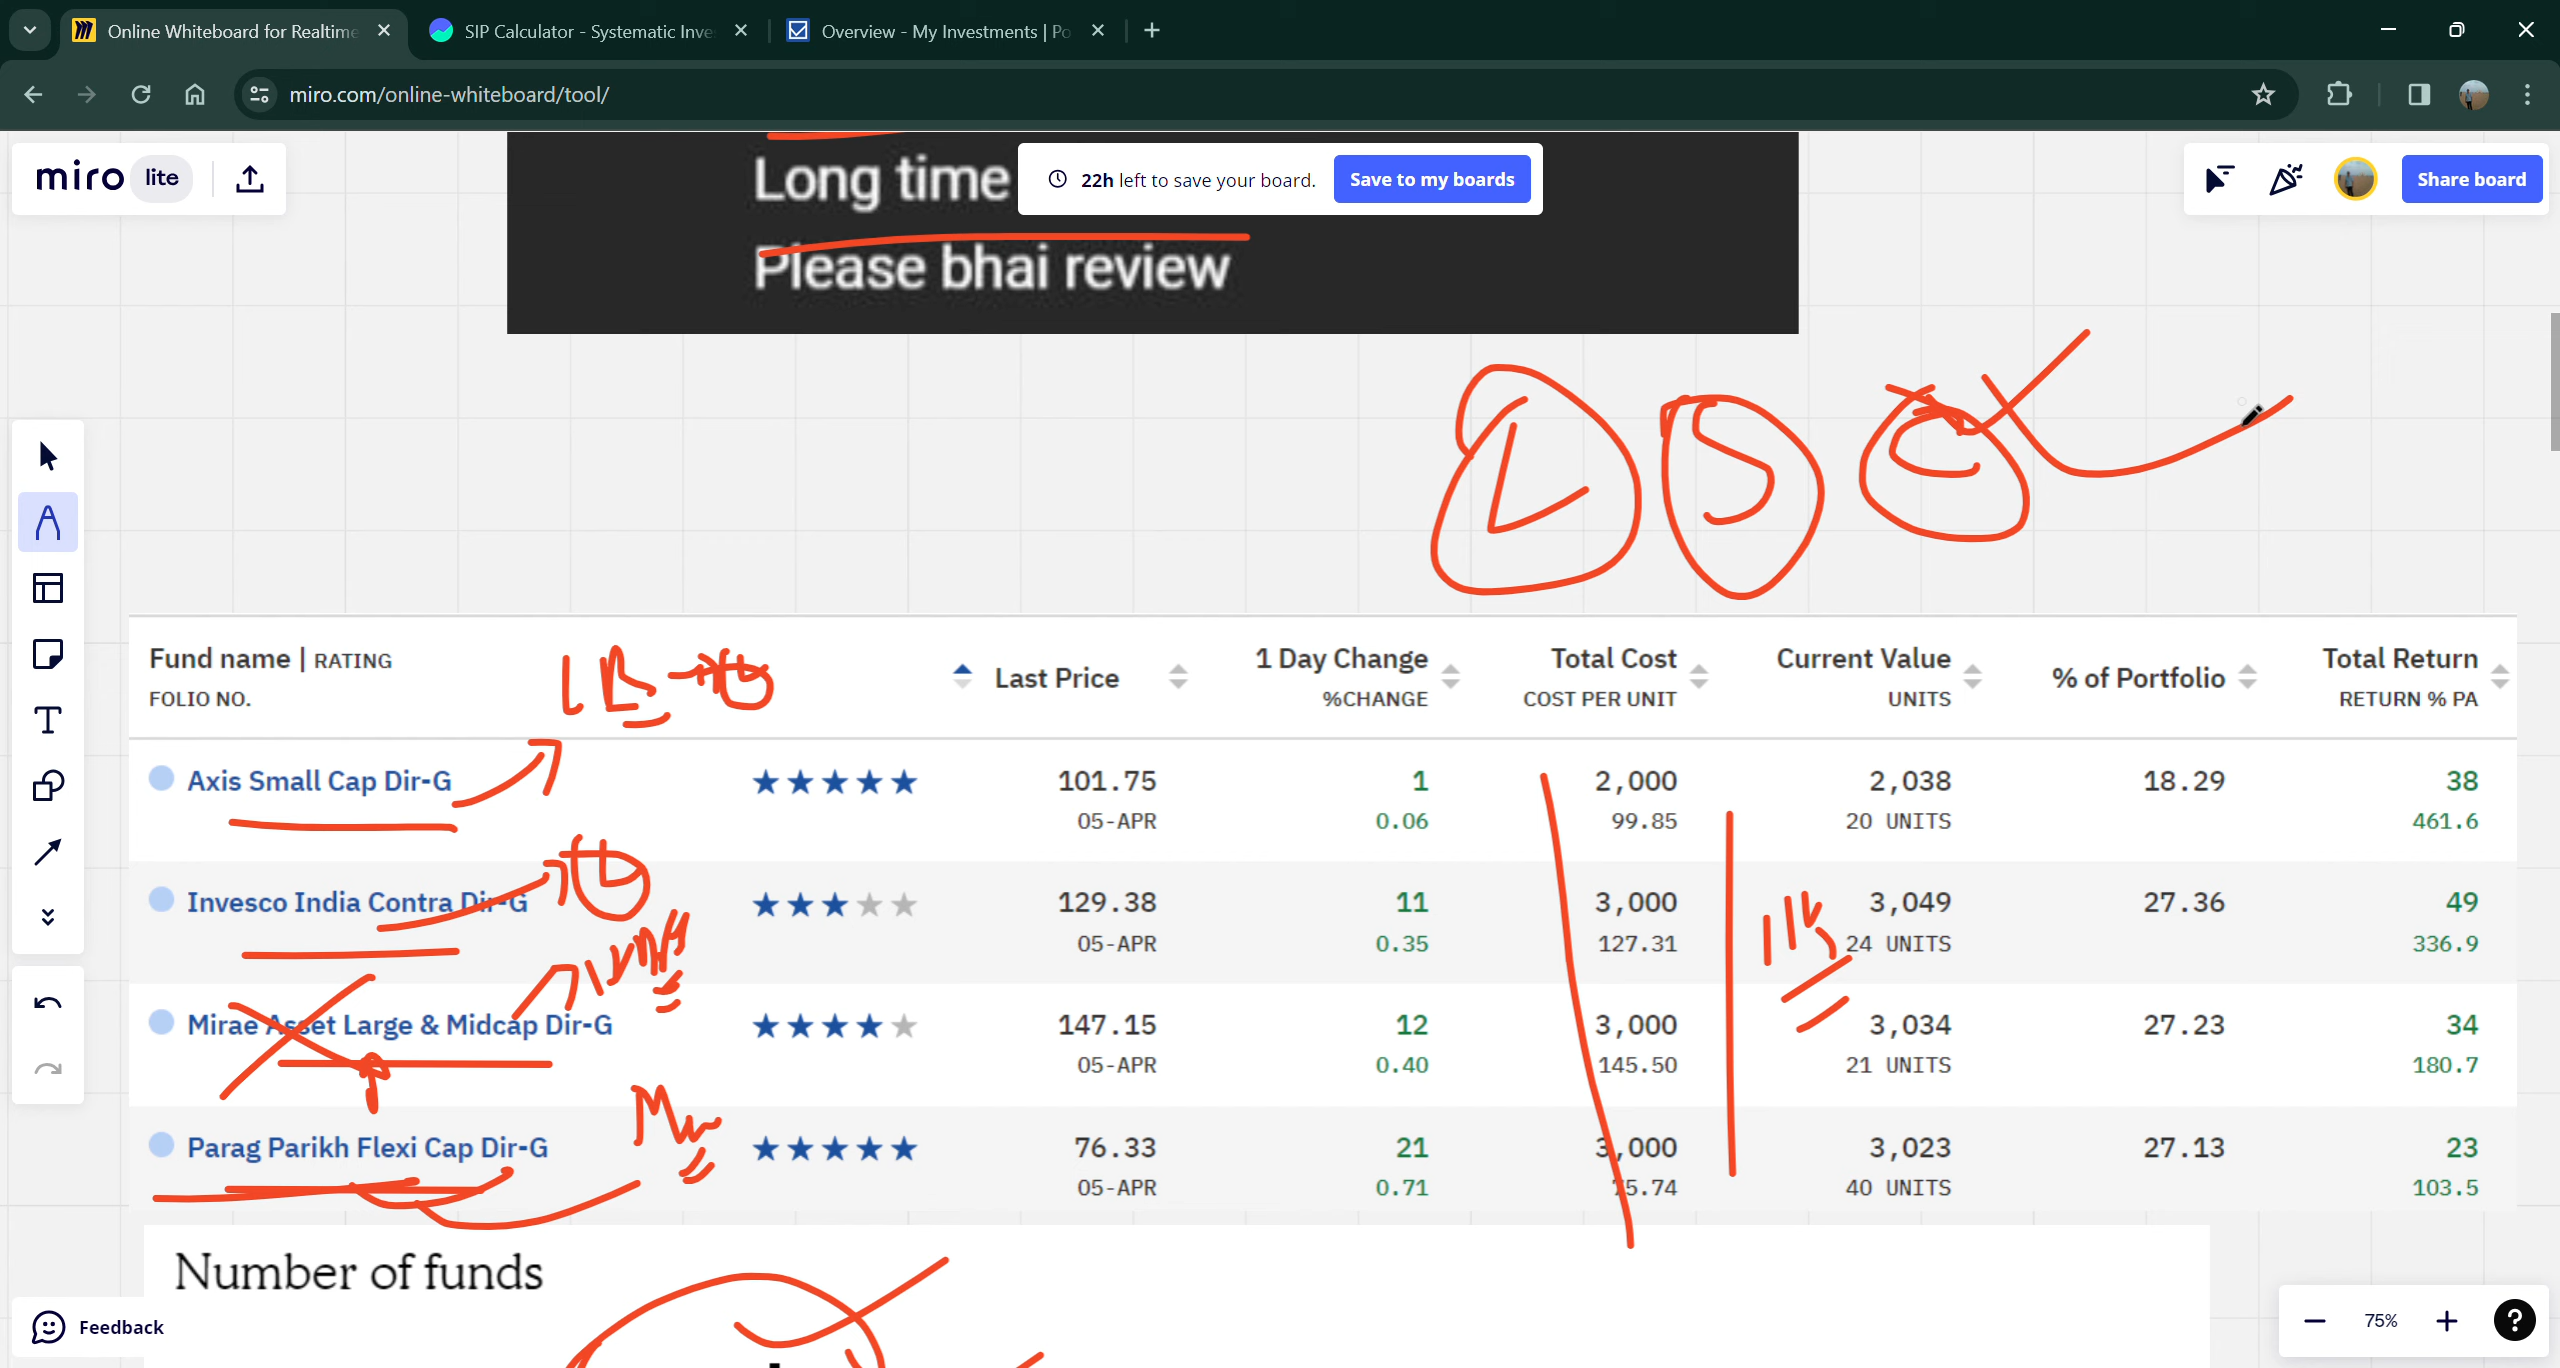 Online Whiteboard for Realtime
SIP Calculator - Systematic Inve
Overview - My Investments | Po
miro.com/online-whiteboard/tool/
miro lite
22h left to save your board.
Save to my boards
Share board
Long time
Please bhai review
L
5
Fund name | RATING
FOLIO NO.
Last Price
1 Day Change
%CHANGE
Total Cost
COST PER UNIT
Current Value
UNITS
% of Portfolio
Total Return
RETURN % PA
Axis Small Cap Dir-G 101.75 1 2,000 2,038 18.29 38
05-APR 0.06 99.85 20 UNITS 461.6
Invesco India Contra Dir-G 129.38 11 3,000 3,049 27.36 49
05-APR 0.35 127.31 24 UNITS 336.9
11k
Mirae Asset Large & Midcap Dir-G 147.15 12 3,000 3,034 27.23 34
05-APR 0.40 145.50 21 UNITS 180.7
Parag Parikh Flexi Cap Dir-G 76.33 21 3,000 3,023 27.13 23
05-APR 0.71 75.74 40 UNITS 103.5
Number of funds
Feedback
75%
?